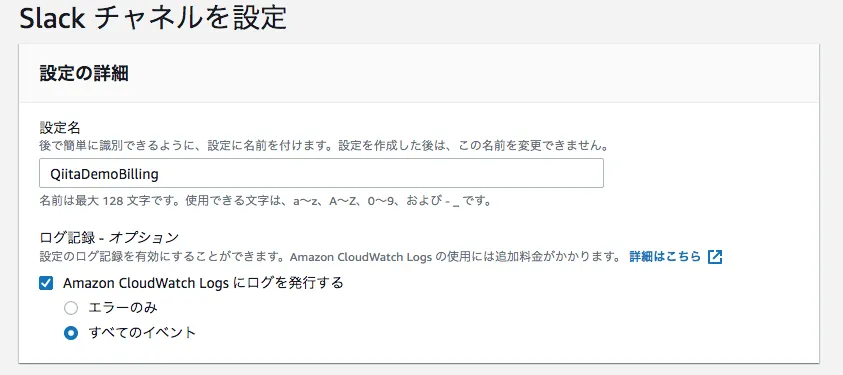 Slack チャネルを設定
設定の詳細
設定名
後で簡単に識別できるように、設定に名前を付けます。設定を作成した後は、この名前を変更できません。
QiitaDemoBilling
名前は最大 128 文字です。使用できる文字は、a〜z、A〜Z、0〜9、および - _ です。
ログ記録 - オプション
設定のログ記録を有効にすることができます。Amazon CloudWatch Logs の使用には追加料金がかかります。 詳細はこちら
Amazon CloudWatch Logs にログを発行する
エラーのみ
すべてのイベント